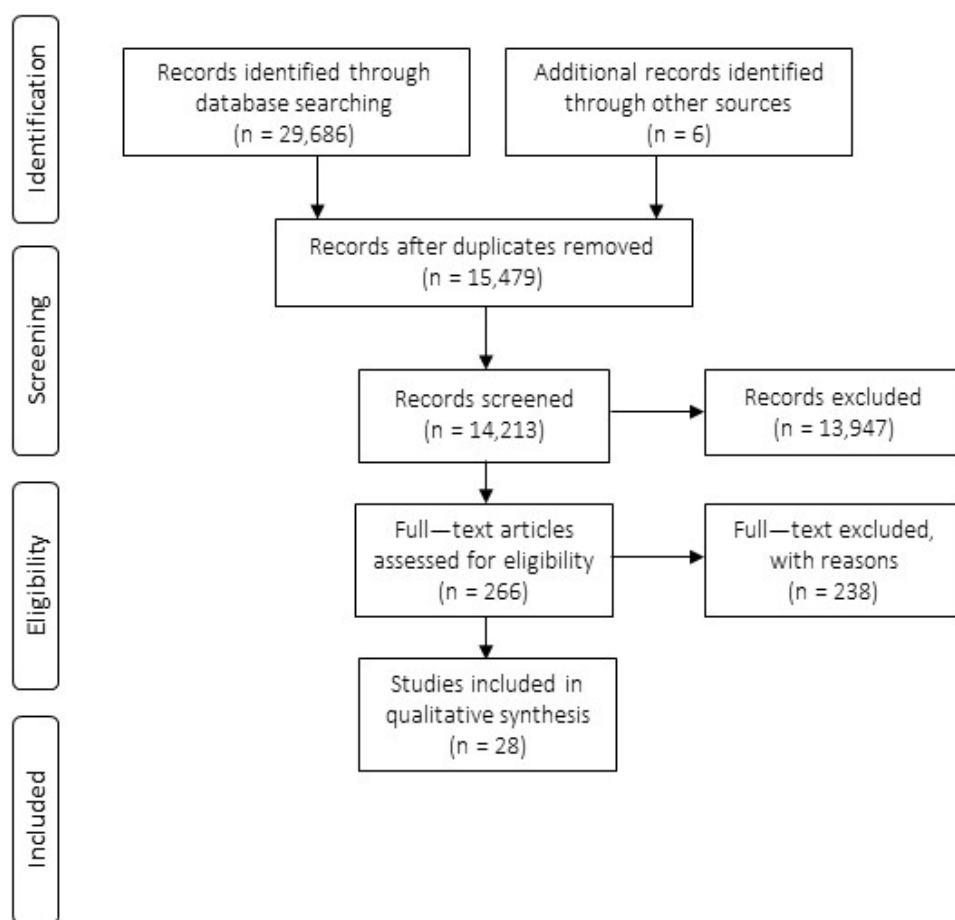 Identification
Records identified through
database searching
(n = 29,686)
Additional records identified
through other sources
(n = 6)
Screening
Records after duplicates removed
(n = 15,479)
Records screened
(n = 14,213)
Records excluded
(n = 13,947)
Eligibility
Full—text articles
assessed for eligibility
(n = 266)
Full—text excluded,
with reasons
(n = 238)
Included
Studies included in
qualitative synthesis
(n = 28)